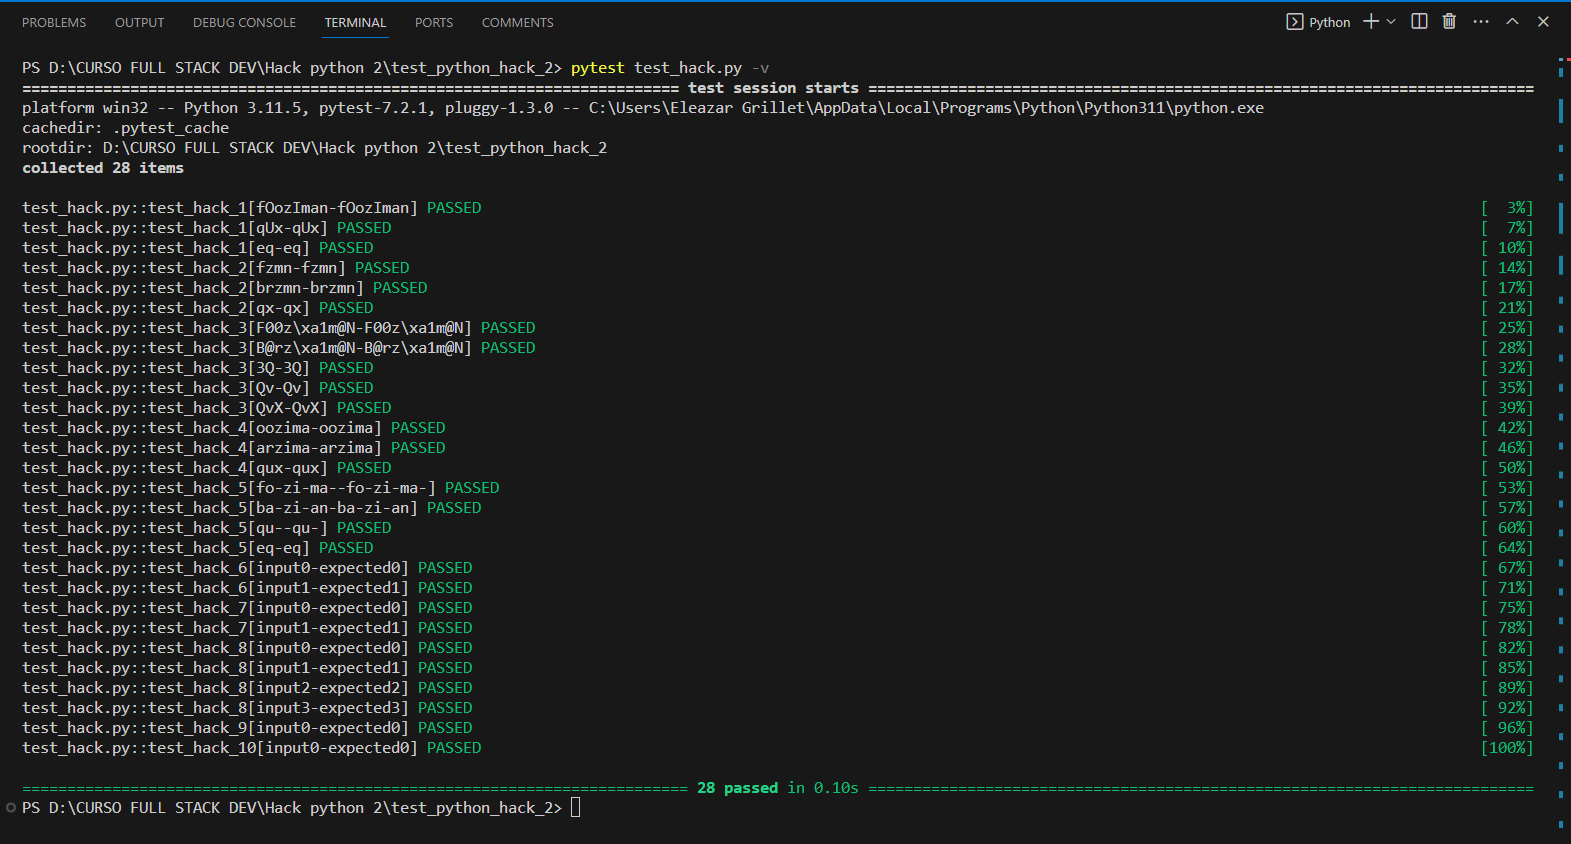 PROBLEMS OUTPUT DEBUG CONSOLE TERMINAL PORTS COMMENTS Python
PS D:\CURSO FULL STACK DEV\Hack python 2\test_python_hack_2> pytest test_hack.py -v
========================================================================= test session starts ==========================================================================
platform win32 -- Python 3.11.5, pytest-7.2.1, pluggy-1.3.0 -- C:\Users\Eleazar Grillet\AppData\Local\Programs\Python\Python311\python.exe
cachedir: .pytest_cache
rootdir: D:\CURSO FULL STACK DEV\Hack python 2\test_python_hack_2
collected 28 items
test_hack.py::test_hack_1[fOozIman-fOozIman] PASSED [  3%]
test_hack.py::test_hack_1[qUx-qUx] PASSED [  7%]
test_hack.py::test_hack_1[eq-eq] PASSED [ 10%]
test_hack.py::test_hack_2[fzmn-fzmn] PASSED [ 14%]
test_hack.py::test_hack_2[brzmn-brzmn] PASSED [ 17%]
test_hack.py::test_hack_2[qx-qx] PASSED [ 21%]
test_hack.py::test_hack_3[F00z\xa1m@N-F00z\xa1m@N] PASSED [ 25%]
test_hack.py::test_hack_3[B@rz\xa1m@N-B@rz\xa1m@N] PASSED [ 28%]
test_hack.py::test_hack_3[3Q-3Q] PASSED [ 32%]
test_hack.py::test_hack_3[Qv-Qv] PASSED [ 35%]
test_hack.py::test_hack_3[QvX-QvX] PASSED [ 39%]
test_hack.py::test_hack_4[oozima-oozima] PASSED [ 42%]
test_hack.py::test_hack_4[arzima-arzima] PASSED [ 46%]
test_hack.py::test_hack_4[qux-qux] PASSED [ 50%]
test_hack.py::test_hack_5[fo-zi-ma--fo-zi-ma-] PASSED [ 53%]
test_hack.py::test_hack_5[ba-zi-an-ba-zi-an] PASSED [ 57%]
test_hack.py::test_hack_5[qu--qu-] PASSED [ 60%]
test_hack.py::test_hack_5[eq-eq] PASSED [ 64%]
test_hack.py::test_hack_6[input0-expected0] PASSED [ 67%]
test_hack.py::test_hack_6[input1-expected1] PASSED [ 71%]
test_hack.py::test_hack_7[input0-expected0] PASSED [ 75%]
test_hack.py::test_hack_7[input1-expected1] PASSED [ 78%]
test_hack.py::test_hack_8[input0-expected0] PASSED [ 82%]
test_hack.py::test_hack_8[input1-expected1] PASSED [ 85%]
test_hack.py::test_hack_8[input2-expected2] PASSED [ 89%]
test_hack.py::test_hack_8[input3-expected3] PASSED [ 92%]
test_hack.py::test_hack_9[input0-expected0] PASSED [ 96%]
test_hack.py::test_hack_10[input0-expected0] PASSED [100%]
========================================================================== 28 passed in 0.10s ==========================================================================
PS D:\CURSO FULL STACK DEV\Hack python 2\test_python_hack_2>